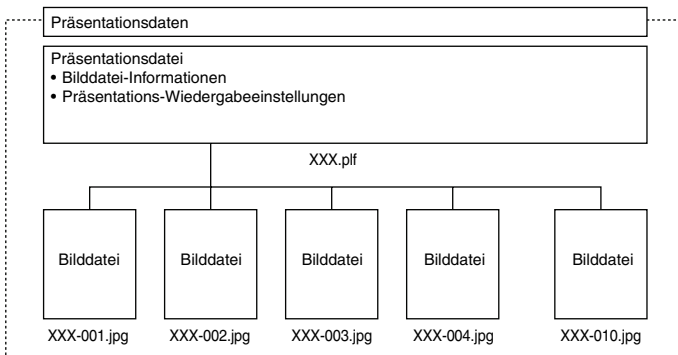 Präsentationsdaten
Präsentationsdatei
• Bilddatei-Informationen
• Präsentations-Wiedergabeeinstellungen
XXX.plf
Bilddatei Bilddatei Bilddatei Bilddatei Bilddatei
XXX-001.jpg XXX-002.jpg XXX-003.jpg XXX-004.jpg XXX-010.jpg